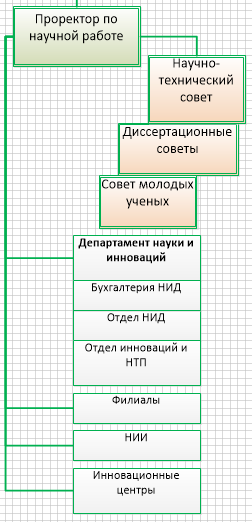 Проректор по
научной работе
Научно-
технический
совет
Диссертационные
советы
Совет молодых
ученых
Департамент науки и
инноваций
Бухгалтерия НИД
Отдел НИД
Отдел инноваций и
НТП
Филиалы
НИИ
Инновационные
центры